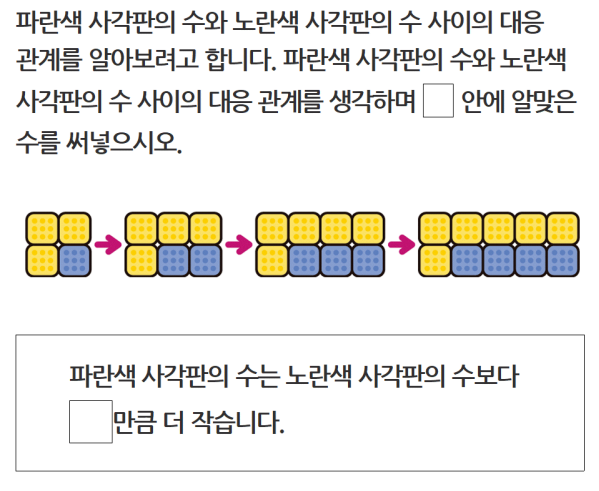 파란색 사각판의 수와 노란색 사각판의 수 사이의 대응
관계를 알아보려고 합니다. 파란색 사각판의 수와 노란색
사각판의 수 사이의 대응 관계를 생각하며 □ 안에 알맞은
수를 써넣으시오.
파란색 사각판의 수는 노란색 사각판의 수보다
□만큼 더 작습니다.